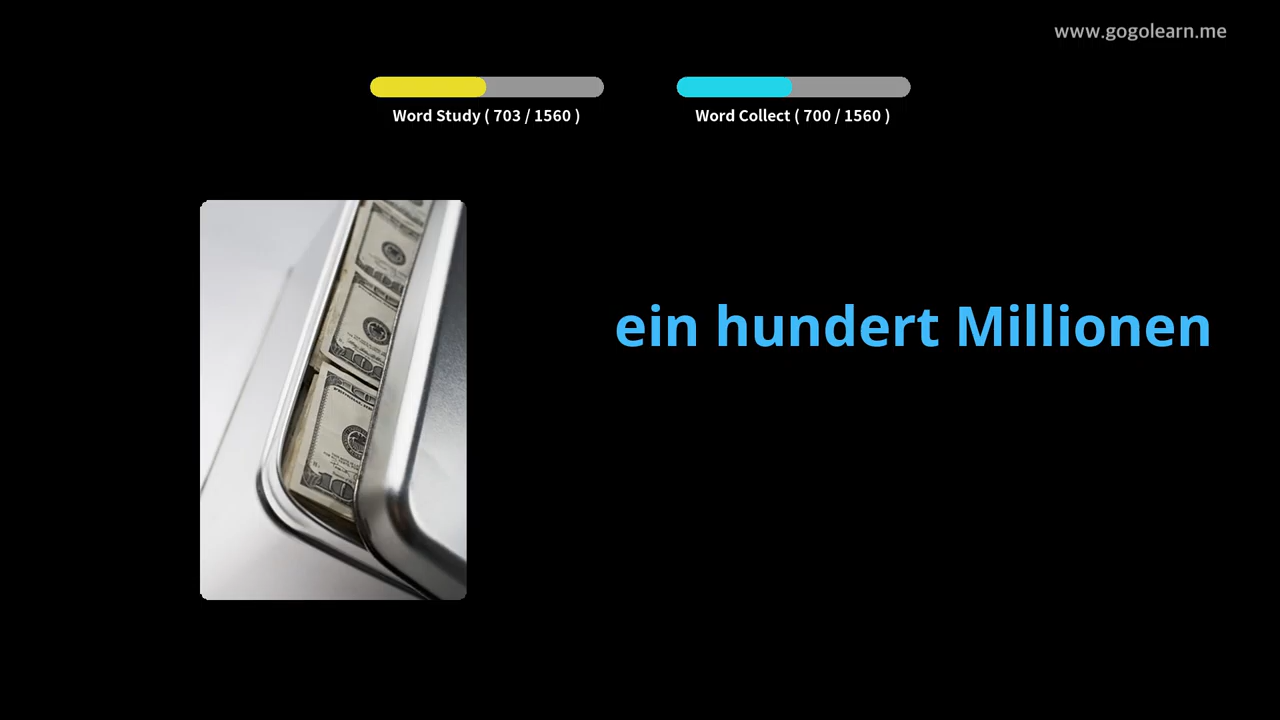 www.gogolearn.me
Word Study ( 703 / 1560 )
Word Collect ( 700 / 1560 )
ein hundert Millionen